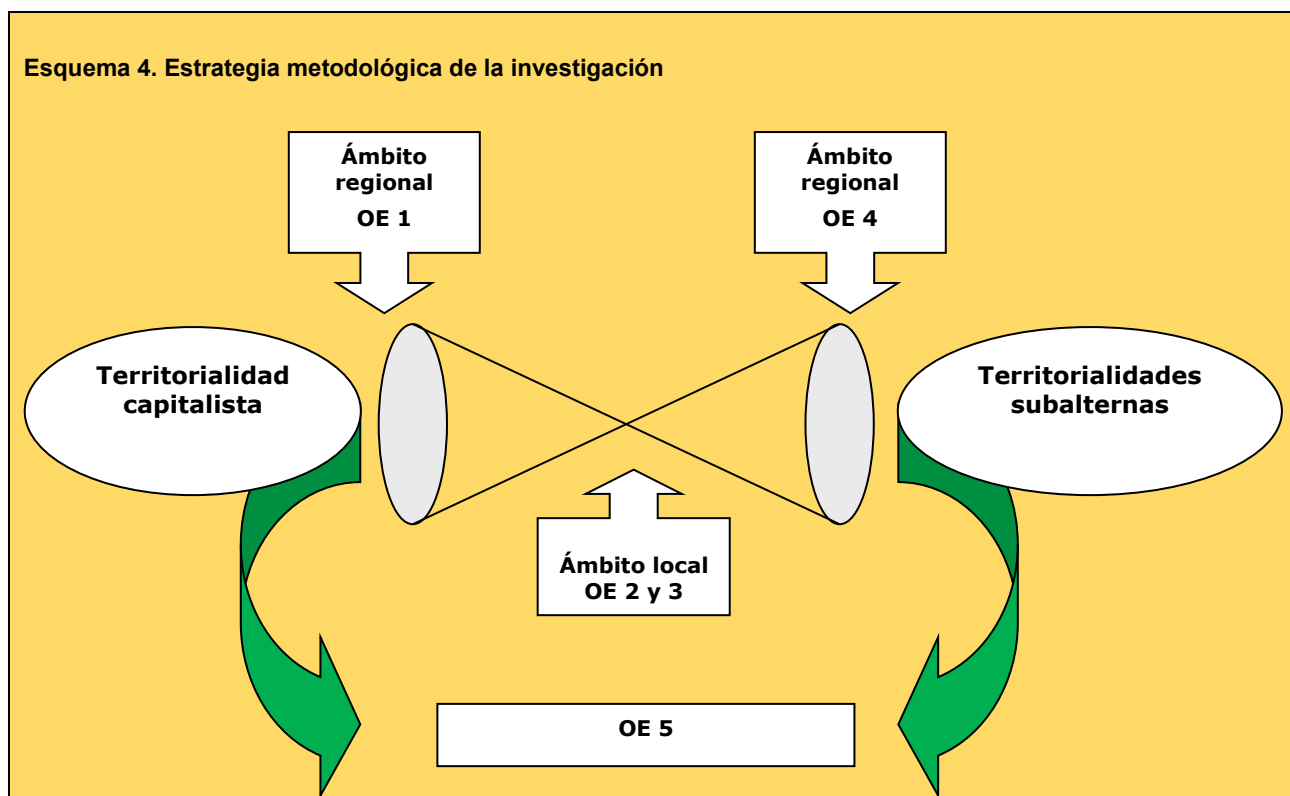 Esquema 4. Estrategia metodológica de la investigación
Ámbito
regional
OE 1
Ámbito
regional
OE 4
Territorialidad
capitalista
Territorialidades
subalternas
Ámbito local
OE 2 y 3
OE 5